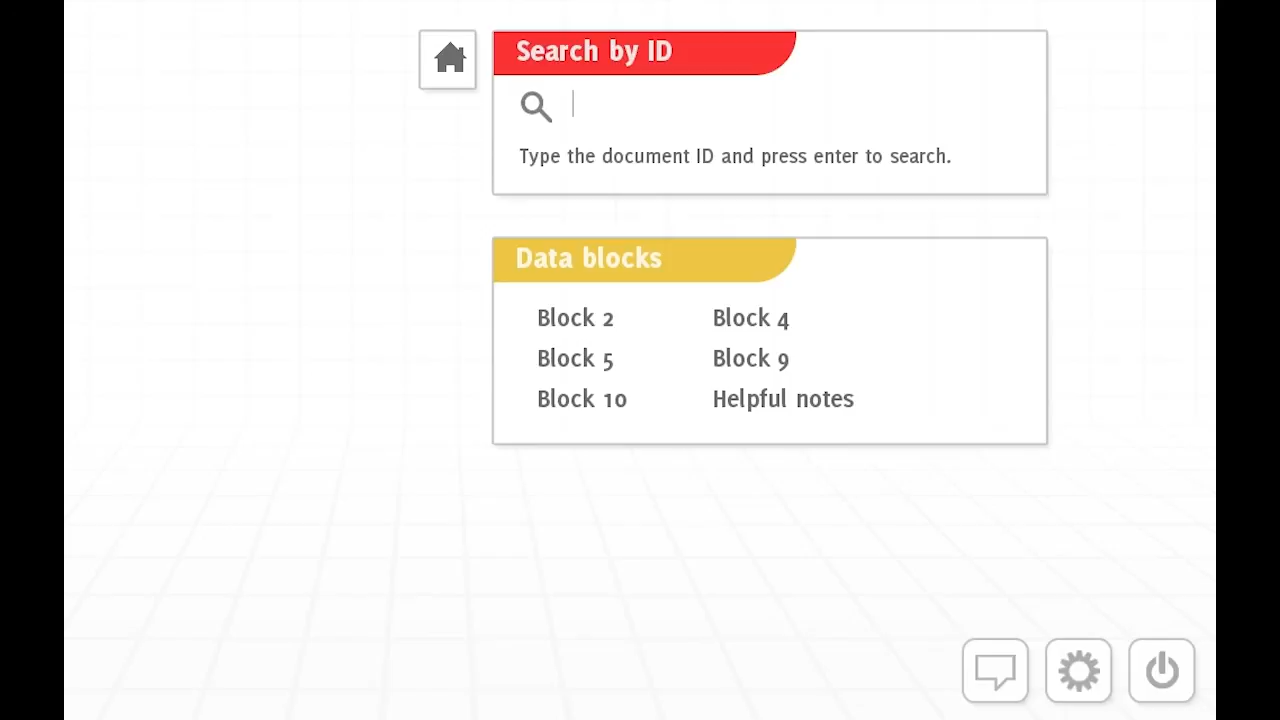 Search by ID
Type the document ID and press enter to search.
Data blocks
Block 2 Block 4
Block 5 Block 9
Block 10 Helpful notes